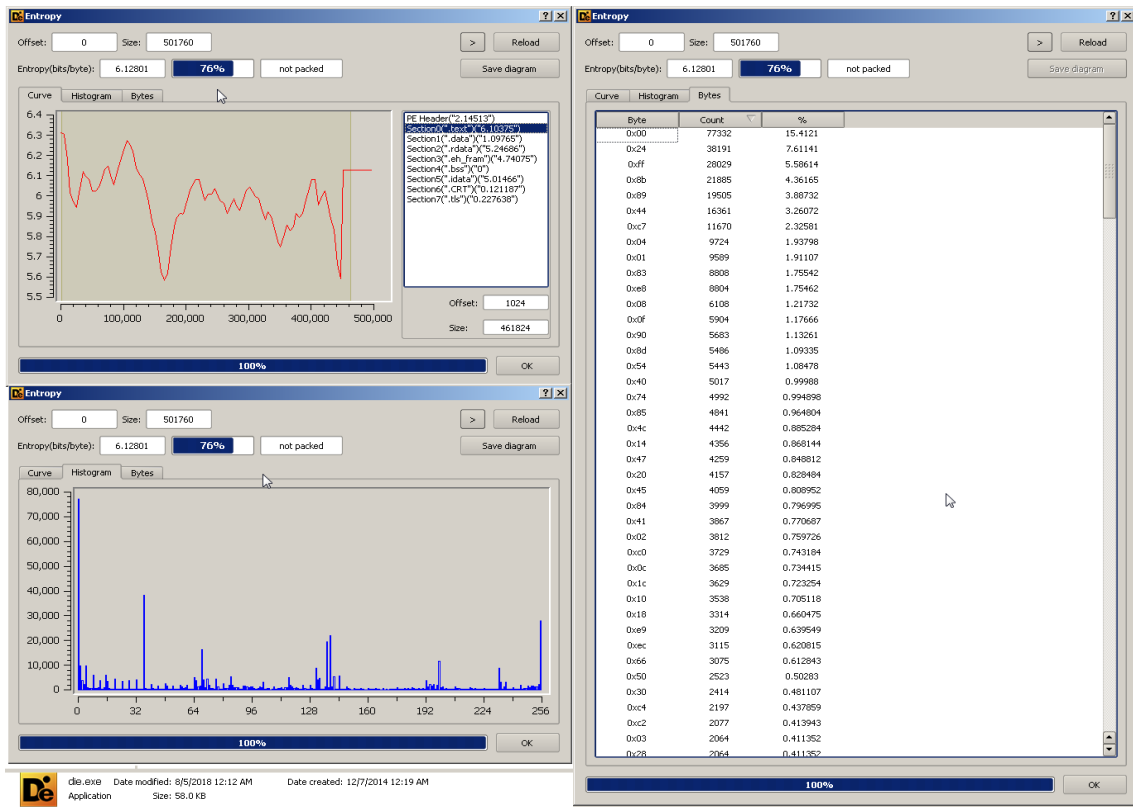 Entropy
Offset: 0 Size: 501760 > Reload
Entropy(bits/byte): 6.12801 76% not packed Save diagram
Curve Histogram Bytes
6.4
6.3
6.2
6.1
6
5.9
5.8
5.7
5.6
5.5
0 100,000 200,000 300,000 400,000 500,000
PE Header("2.14513")
Section0(".text")("6.10375")
Section1(".data")("1.09765")
Section2(".rdata")("5.24686")
Section3(".eh_fram")("4.74075")
Section4(".bss")("0")
Section5(".idata")("5.01466")
Section6(".CRT")("0.121187")
Section7(".tls")("0.227638")
Offset: 1024
Size: 461824
100% OK
Entropy
Offset: 0 Size: 501760 > Reload
Entropy(bits/byte): 6.12801 76% not packed Save diagram
Curve Histogram Bytes
80,000
70,000
60,000
50,000
40,000
30,000
20,000
10,000
0
0 32 64 96 128 160 192 224 256
100% OK
De die.exe Date modified: 8/5/2018 12:12 AM Date created: 12/7/2014 12:19 AM
Application Size: 58.0 KB
Entropy
Offset: 0 Size: 501760 > Reload
Entropy(bits/byte): 6.12801 76% not packed Save diagram
Curve Histogram Bytes
Byte Count %
0x00 77332 15.4121
0x24 38191 7.61141
0xff 28029 5.58614
0x8b 21885 4.36165
0x89 19505 3.88732
0x44 16361 3.26072
0xc7 11670 2.32581
0x04 9724 1.93798
0x01 9589 1.91107
0x83 8808 1.75542
0xe8 8804 1.75462
0x08 6108 1.21732
0x0f 5904 1.17666
0x90 5683 1.13261
0x8d 5486 1.09335
0x54 5443 1.08478
0x40 5017 0.99988
0x74 4992 0.994898
0x85 4841 0.964804
0x4c 4442 0.885284
0x14 4356 0.868144
0x47 4259 0.848812
0x20 4157 0.828484
0x45 4059 0.808952
0x84 3999 0.796995
0x41 3867 0.770687
0x02 3812 0.759726
0xc0 3729 0.743184
0x0c 3685 0.734415
0x1c 3629 0.723254
0x10 3538 0.705118
0x18 3314 0.660475
0xe9 3209 0.639549
0xec 3115 0.620815
0x66 3075 0.612843
0x50 2523 0.50283
0x30 2414 0.481107
0xc4 2197 0.437859
0xc2 2077 0.413943
0x03 2064 0.411352
0x28 2064 0.411352
100% OK